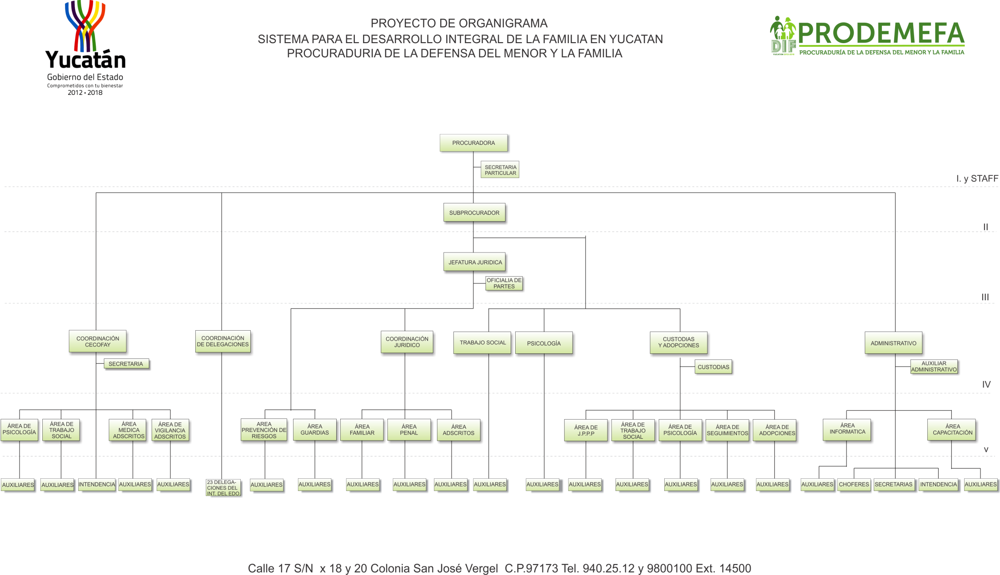 Yucatán
Gobierno del Estado
Comprometidos con tu bienestar
2012 • 2018
PROYECTO DE ORGANIGRAMA
SISTEMA PARA EL DESARROLLO INTEGRAL DE LA FAMILIA EN YUCATAN
PROCURADURIA DE LA DEFENSA DEL MENOR Y LA FAMILIA
DIF
YUCATÁN 2012-2018
PRODEMEFA
PROCURADURÍA DE LA DEFENSA DEL MENOR Y LA FAMILIA
PROCURADORA
SECRETARIA
PARTICULAR
I. y STAFF
SUBPROCURADOR
II
JEFATURA JURIDICA
OFICIALIA DE
PARTES
III
COORDINACIÓN
CECOFAY
COORDINACIÓN
DE DELEGACIONES
COORDINACIÓN
JURIDICO
TRABAJO SOCIAL
PSICOLOGÍA
CUSTODIAS
Y ADOPCIONES
ADMINISTRATIVO
SECRETARIA
CUSTODIAS
AUXILIAR
ADMINISTRATIVO
IV
ÁREA DE
PSICOLOGÍA
ÁREA DE
TRABAJO
SOCIAL
ÁREA
MEDICA
ADSCRITOS
ÁREA DE
VIGILANCIA
ADSCRITOS
AREA
PREVENCIÓN DE
RIESGOS
ÁREA
GUARDIAS
ÁREA
FAMILIAR
ÁREA
PENAL
ÁREA
ADSCRITOS
ÁREA DE
J.P.P.P
ÁREA DE
TRABAJO
SOCIAL
ÁREA DE
PSICOLOGÍA
ÁREA DE
SEGUIMIENTOS
ÁREA DE
ADOPCIONES
ÁREA
INFORMATICA
ÁREA
CAPACITACIÓN
v
AUXILIARES
AUXILIARES
INTENDENCIA
AUXILIARES
AUXILIARES
23 DELEGA-
CIONES DEL
INT. DEL EDO.
AUXILIARES
AUXILIARES
AUXILIARES
AUXILIARES
AUXILIARES
AUXILIARES
AUXILIARES
AUXILIARES
AUXILIARES
AUXILIARES
AUXILIARES
AUXILIARES
AUXILIARES
CHOFERES
SECRETARIAS
INTENDENCIA
AUXILIARES
Calle 17 S/N x 18 y 20 Colonia San José Vergel C.P.97173 Tel. 940.25.12 y 9800100 Ext. 14500